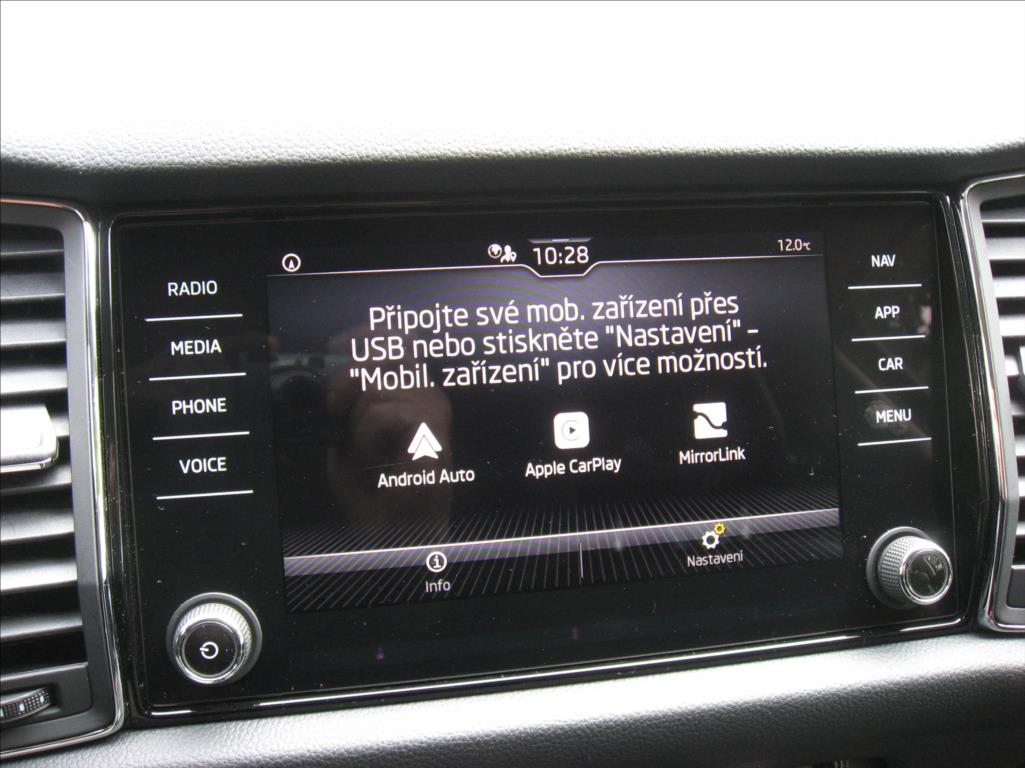 RADIO
MEDIA
PHONE
VOICE
10:28
12.0°C
Připojte své mob. zařízení přes
USB nebo stiskněte "Nastavení" –
"Mobil. zařízení" pro více možností.
Android Auto
Apple CarPlay
MirrorLink
Info
Nastavení
NAV
APP
CAR
MENU